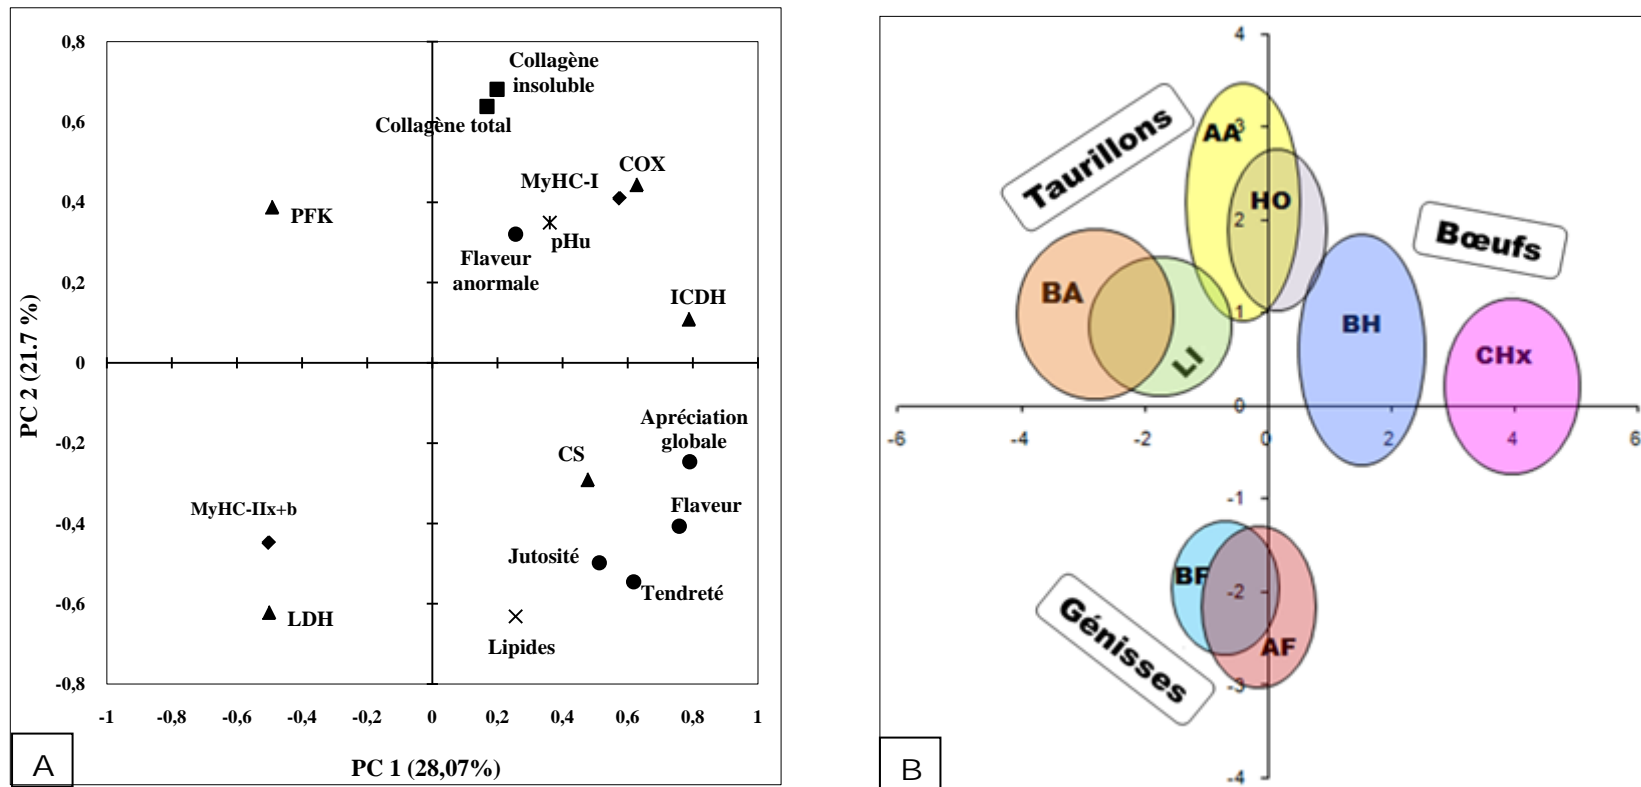 0,8
0,6
0,4
0,2
0
-0,2
-0,4
-0,6
-0,8
PC 2 (21.7 %)
Collagène
insoluble
Collagène total
COX
MyHC-I
PFK
pHu
Flaveur
anormale
ICDH
Apréciation
globale
CS
Flaveur
MyHC-IIx+b
Jutosité
Tendreté
LDH
Lipides
-1
-0,8
-0,6
-0,4
-0,2
0
0,2
0,4
0,6
0,8
1
PC 1 (28,07%)
A
4
3
2
1
0
-1
-2
-3
-4
Taurillons
AA
HO
Bœufs
BA
LI
BH
CHx
-6
-4
-2
0
2
4
6
BF
AF
Génisses
B